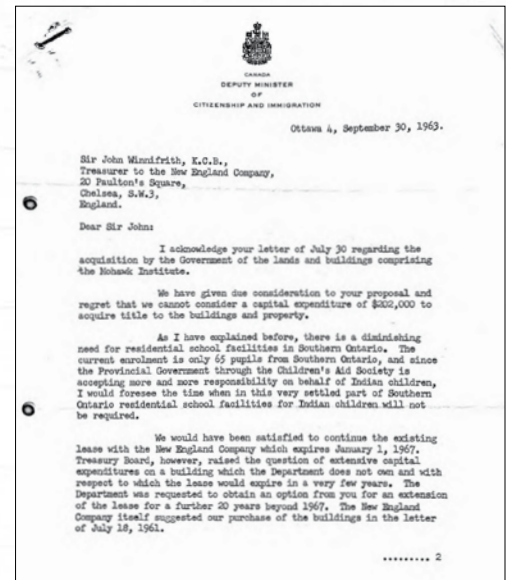 CANADA
DEPUTY MINISTER
OF
CITIZENSHIP AND IMMIGRATION
Ottawa 4, September 30, 1963.
Sir John Winnifrith, K.C.B.,
Treasurer to the New England Company,
20 Paulton's Square,
Chelsea, S.W.3,
England.
Dear Sir John:
I acknowledge your letter of July 30 regarding the
acquisition by the Government of the lands and buildings comprising
the Mohawk Institute.
We have given due consideration to your proposal and
regret that we cannot consider a capital expenditure of $202,000 to
acquire title to the buildings and property.
As I have explained before, there is a diminishing
need for residential school facilities in Southern Ontario. The
current enrolment is only 65 pupils from Southern Ontario, and since
the Provincial Government through the Children's Aid Society is
accepting more and more responsibility on behalf of Indian children,
I would foresee the time when in this very settled part of Southern
Ontario residential school facilities for Indian children will not
be required.
We would have been satisfied to continue the existing
lease with the New England Company which expires January 1, 1967.
Treasury Board, however, raised the question of extensive capital
expenditures on a building which the Department does not own and with
respect to which the lease would expire in a very few years. The
Department was requested to obtain an option from you for an extension
of the lease for a further 20 years beyond 1967. The New England
Company itself suggested our purchase of the buildings in the letter
of July 18, 1961.
......... 2